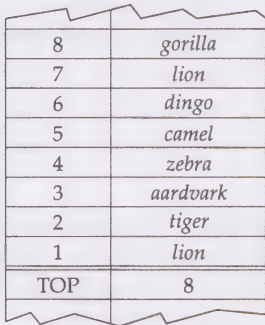 8 gorilla
7 lion
6 dingo
5 camel
4 zebra
3 aardvark
2 tiger
1 lion
TOP 8